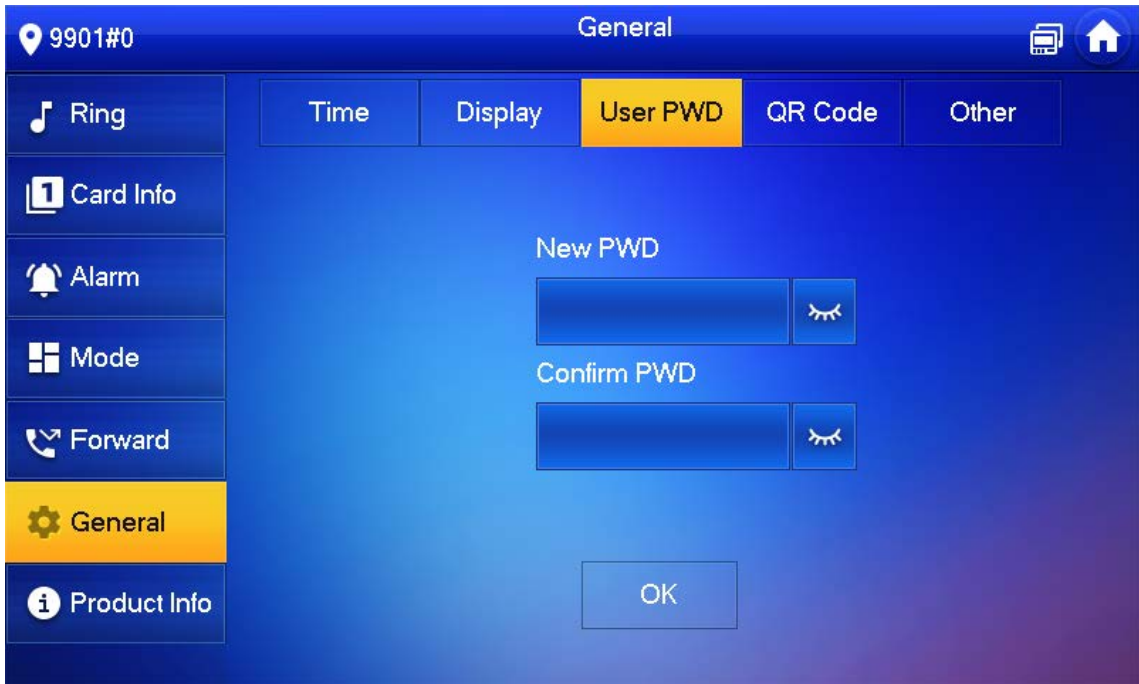 9901#0
General
Ring
Card Info
Alarm
Mode
Forward
General
Product Info
Time
Display
User PWD
QR Code
Other
New PWD
Confirm PWD
OK